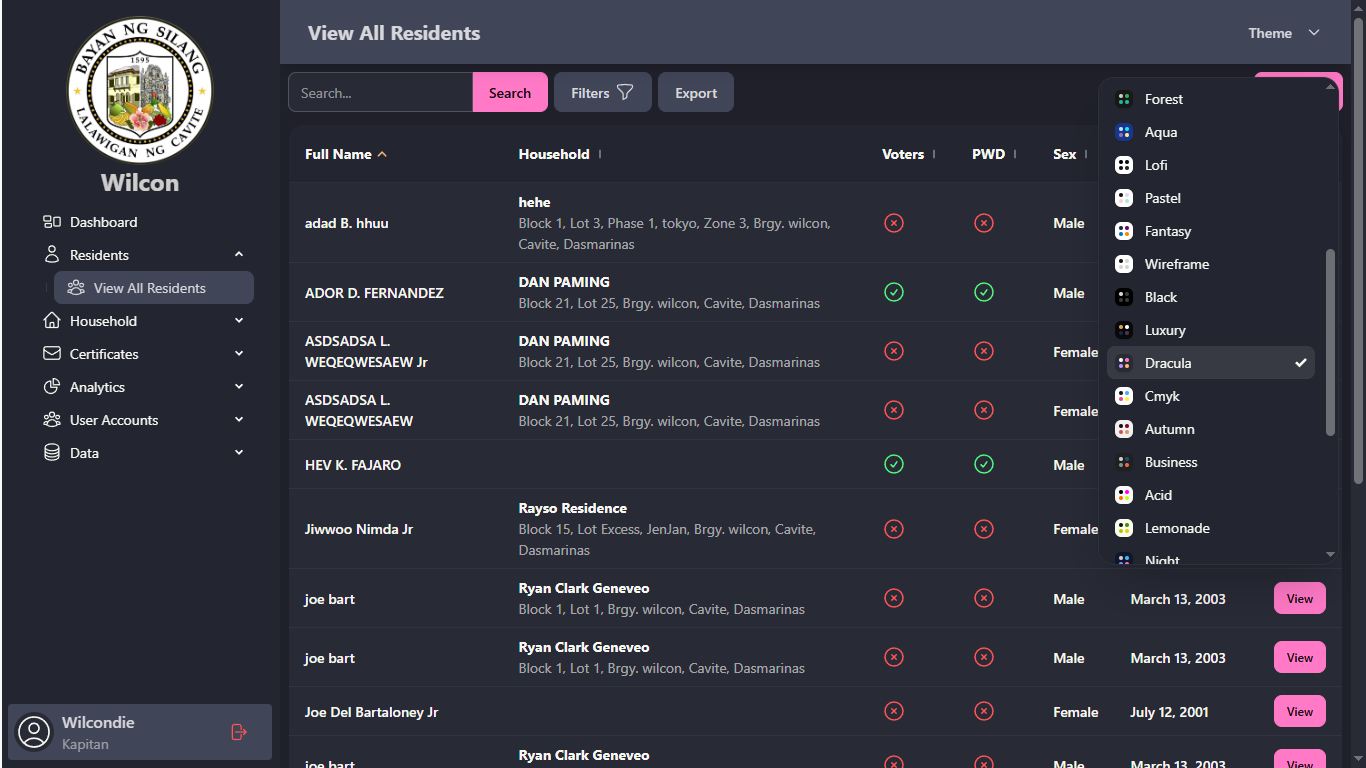 BAYAN NG SILANG
1595
LALAWIGAN NG CAVITE
Wilcon
Dashboard
Residents
View All Residents
Household
Certificates
Analytics
User Accounts
Data
Wilcondie
Kapitan
View All Residents
Theme
Search...
Search
Filters
Export
Full Name
Household
Voters
PWD
Sex
adad B. hhuu
hehe
Block 1, Lot 3, Phase 1, tokyo, Zone 3, Brgy. wilcon,
Cavite, Dasmarinas
Male
ADOR D. FERNANDEZ
DAN PAMING
Block 21, Lot 25, Brgy. wilcon, Cavite, Dasmarinas
Male
ASDSADSA L.
WEQEQWESAEW Jr
DAN PAMING
Block 21, Lot 25, Brgy. wilcon, Cavite, Dasmarinas
Female
ASDSADSA L.
WEQEQWESAEW
DAN PAMING
Block 21, Lot 25, Brgy. wilcon, Cavite, Dasmarinas
Female
HEV K. FAJARO
Male
Jiwwoo Nimda Jr
Rayso Residence
Block 15, Lot Excess, JenJan, Brgy. wilcon, Cavite,
Dasmarinas
Female
joe bart
Ryan Clark Geneveo
Block 1, Lot 1, Brgy. wilcon, Cavite, Dasmarinas
Male
March 13, 2003
View
joe bart
Ryan Clark Geneveo
Block 1, Lot 1, Brgy. wilcon, Cavite, Dasmarinas
Male
March 13, 2003
View
Joe Del Bartaloney Jr
Female
July 12, 2001
View
joe bart
Ryan Clark Geneveo
Male
March 13, 2003
View
Forest
Aqua
Lofi
Pastel
Fantasy
Wireframe
Black
Luxury
Dracula
Cmyk
Autumn
Business
Acid
Lemonade
Night